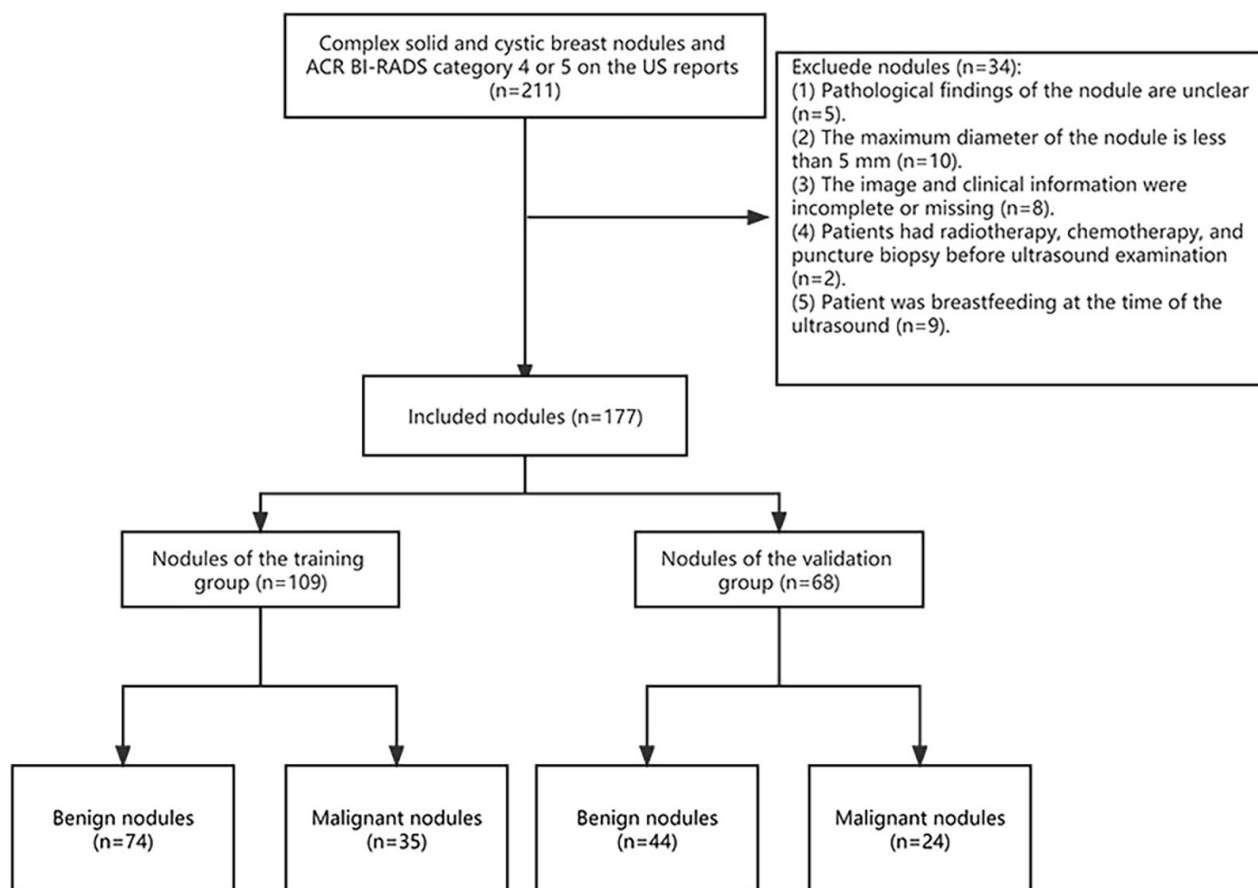 Complex solid and cystic breast nodules and
ACR BI-RADS category 4 or 5 on the US reports
(n=211)
Excluede nodules (n=34):
(1) Pathological findings of the nodule are unclear
(n=5).
(2) The maximum diameter of the nodule is less
than 5 mm (n=10).
(3) The image and clinical information were
incomplete or missing (n=8).
(4) Patients had radiotherapy, chemotherapy, and
puncture biopsy before ultrasound examination
(n=2).
(5) Patient was breastfeeding at the time of the
ultrasound (n=9).
Included nodules (n=177)
Nodules of the training
group (n=109)
Nodules of the validation
group (n=68)
Benign nodules
(n=74)
Malignant nodules
(n=35)
Benign nodules
(n=44)
Malignant nodules
(n=24)